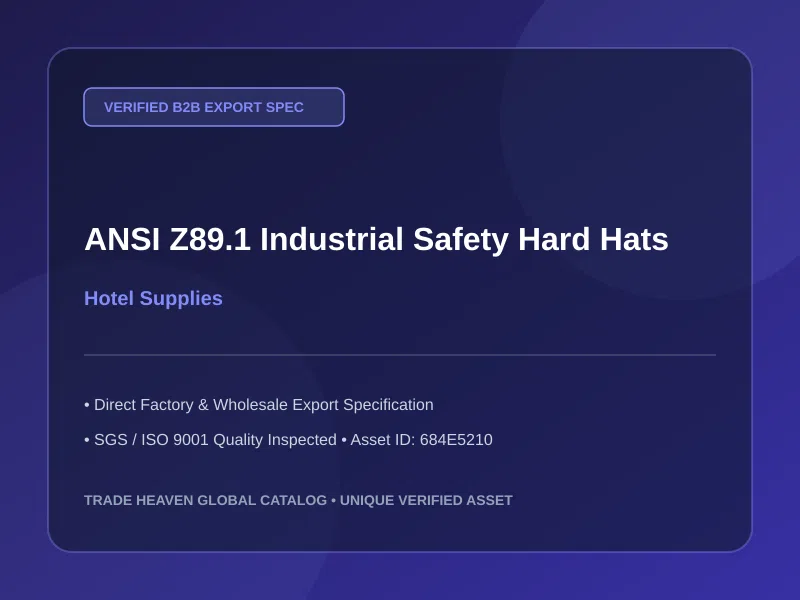 VERIFIED B2B EXPORT SPEC
ANSI Z89.1 Industrial Safety Hard Hats
Hotel Supplies
• Direct Factory & Wholesale Export Specification
• SGS / ISO 9001 Quality Inspected • Asset ID: 684E5210
TRADE HEAVEN GLOBAL CATALOG • UNIQUE VERIFIED ASSET